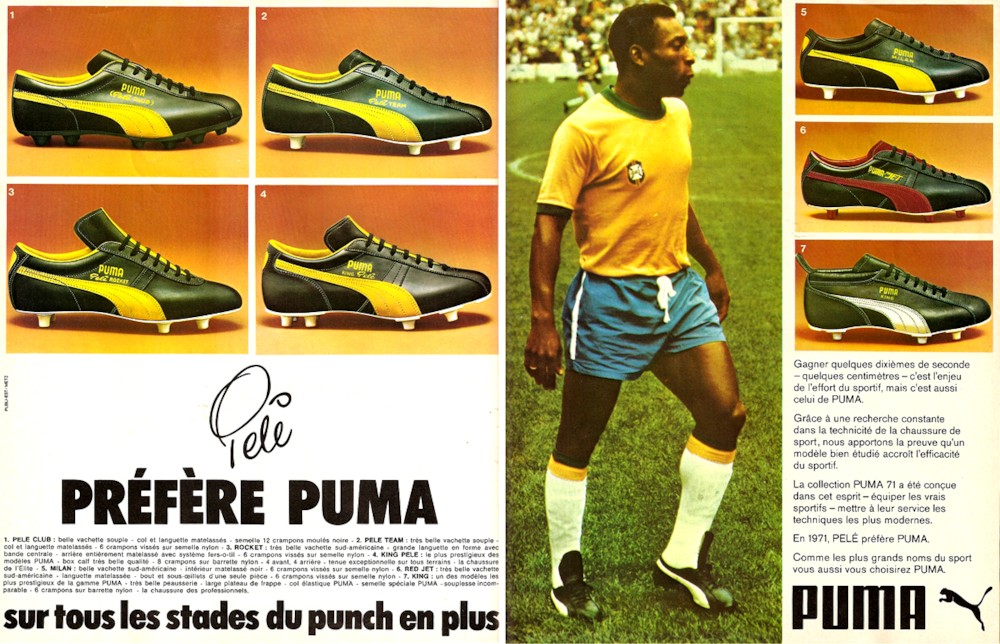 1
PUMA
(Pelé CLUB)
2
PUMA
Pelé TEAM
3
PUMA
Pelé ROCKET
4
PUMA
KING Pelé
PUBLI-EST-METZ
Pelé
PRÉFÈRE PUMA
1. PELE CLUB : belle vachette souple - col et languette matelassés - semelle 12 crampons moulés noire - 2. PELE TEAM : très belle vachette souple -
col et languette matelassés - 6 crampons vissés sur semelle nylon - 3. ROCKET : très belle vachette sud-américaine - grande languette en forme avec
bande centrale - arrière entièrement matelassé avec système fers-o-til - 6 crampons vissés sur semelle nylon - 4. KING PELE : le plus prestigieux des
modèles PUMA - box calf très belle qualité - 8 crampons sur barrette nylon - 4 avant, 4 arrière - tenue exceptionnelle sur tous terrains - la chaussure
de l'Elite - 5. MILAN : belle vachette sud-américaine - intérieur matelassé noir - 6 crampons vissés sur semelle nylon - 6. RED JET : très belle vachette
sud-américaine - languette matelassée - bout et sous-œillets d'une seule pièce - 6 crampons vissés sur semelle nylon - 7. KING : un des modèles les
plus prestigieux de la gamme PUMA - très belle peausserie - large plateau de frappe - col élastique PUMA - semelle spéciale PUMA - souplesse incom-
parable - 6 crampons sur barrette nylon - la chaussure des professionnels.
sur tous les stades du punch en plus
5
PUMA
MILAN
6
PUMA-JET
7
PUMA
KING
Gagner quelques dixièmes de seconde
– quelques centimètres – c'est l'enjeu
de l'effort du sportif, mais c'est aussi
celui de PUMA.
Grâce à une recherche constante
dans la technicité de la chaussure de
sport, nous apportons la preuve qu'un
modèle bien étudié accroît l'efficacité
du sportif.
La collection PUMA 71 a été conçue
dans cet esprit – équiper les vrais
sportifs – mettre à leur service les
techniques les plus modernes.
En 1971, PELÉ préfère PUMA.
Comme les plus grands noms du sport
vous aussi vous choisirez PUMA.
PUMA